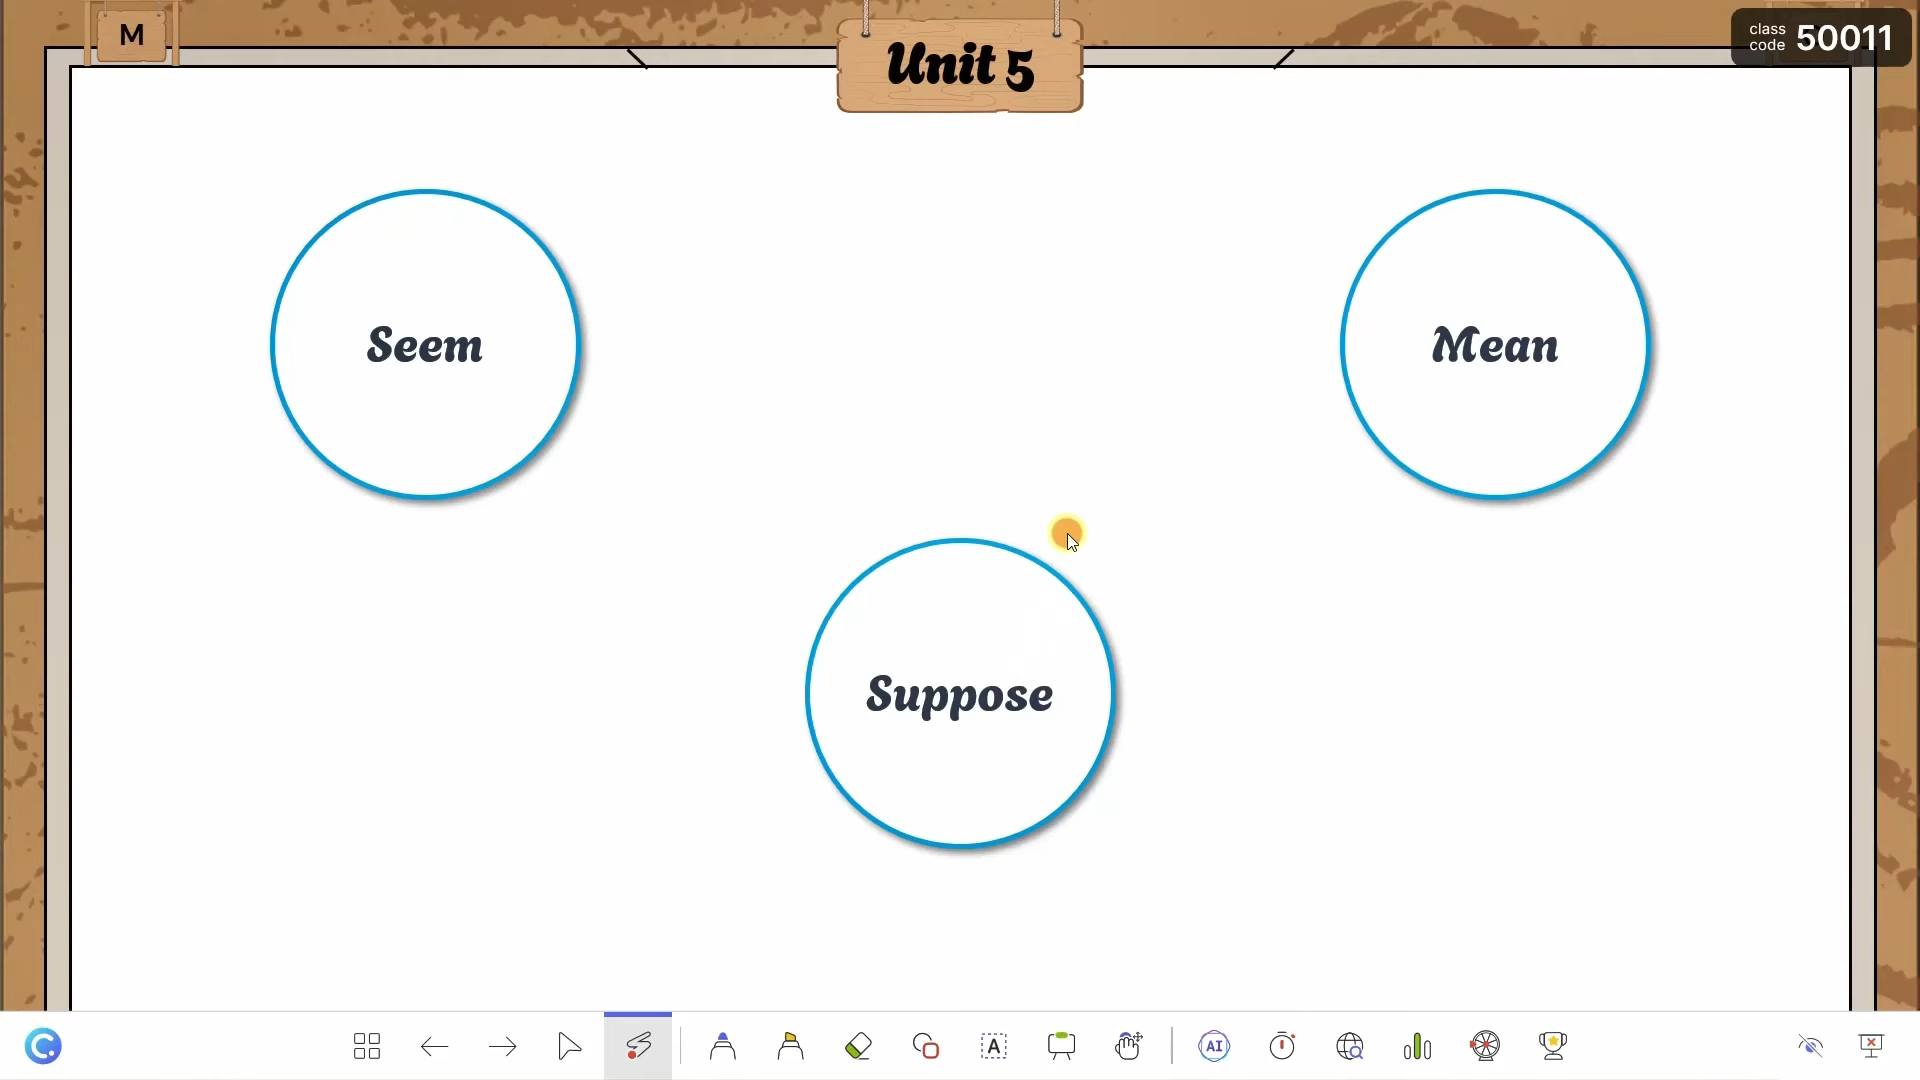 M
Unit 5
class
code 50011
Seem
Mean
Suppose
A
AI